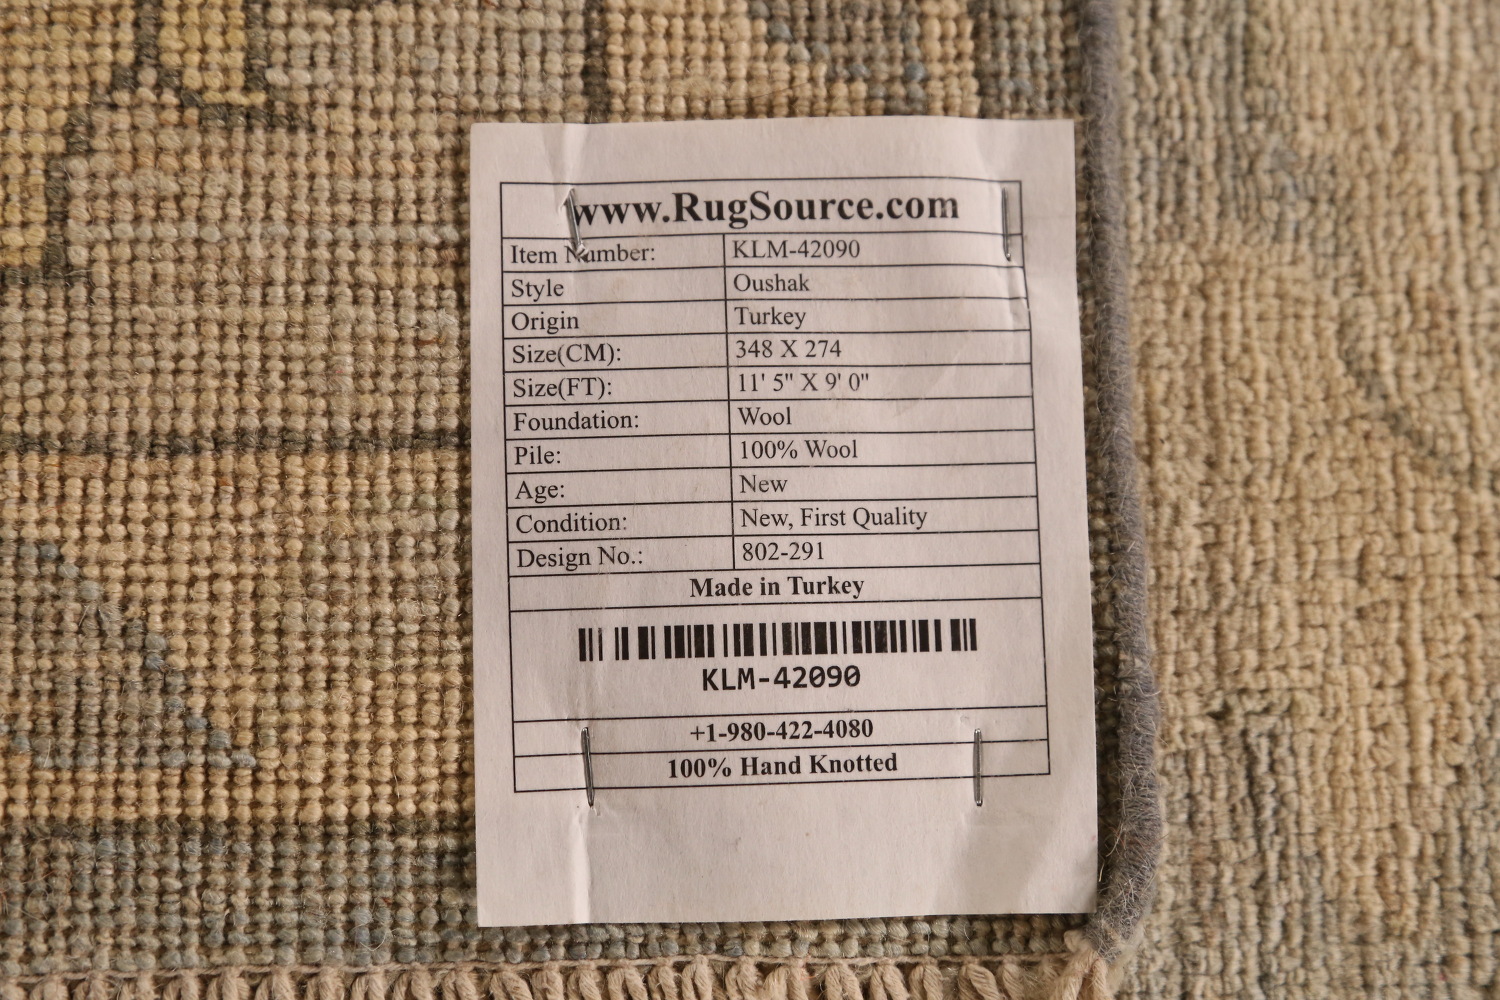 www.RugSource.com
Item Number: KLM-42090
Style Oushak
Origin Turkey
Size(CM): 348 X 274
Size(FT): 11' 5" X 9' 0"
Foundation: Wool
Pile: 100% Wool
Age: New
Condition: New, First Quality
Design No.: 802-291
Made in Turkey
KLM-42090
+1-980-422-4080
100% Hand Knotted